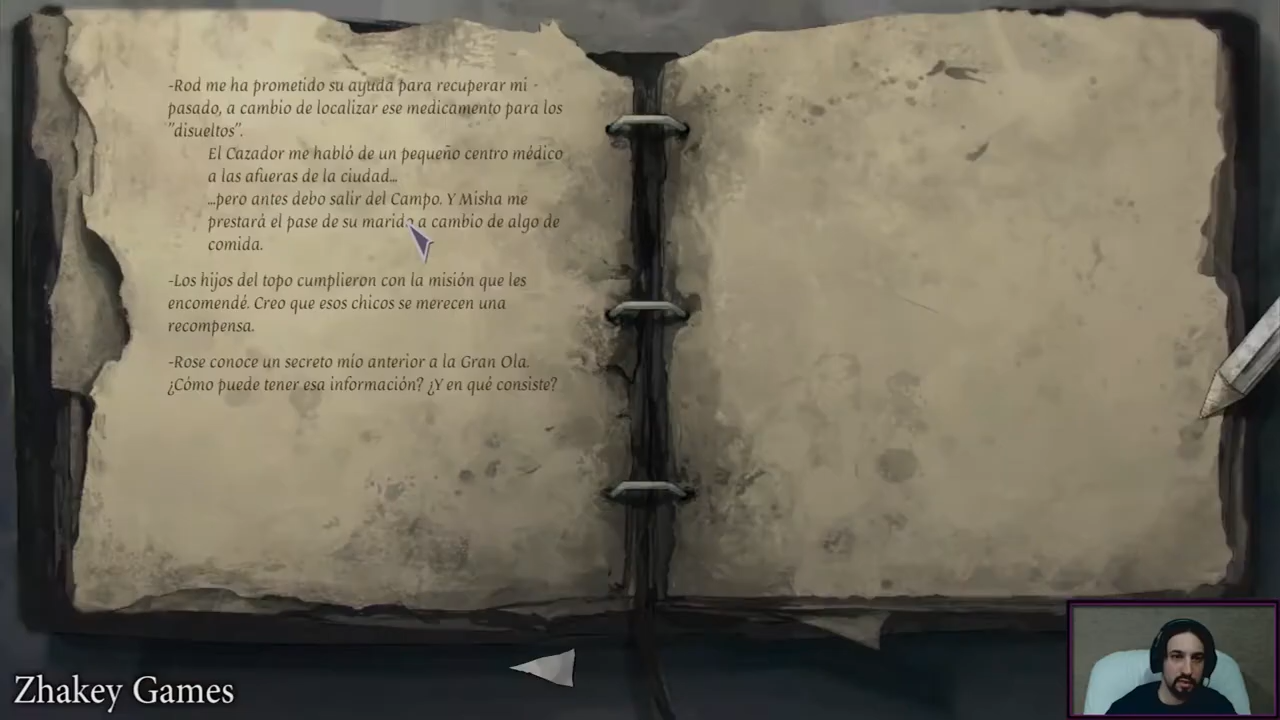 -Rod me ha prometido su ayuda para recuperar mi -
pasado, a cambio de localizar ese medicamento para los
"disueltos".
El Cazador me habló de un pequeño centro médico
a las afueras de la ciudad...
...pero antes debo salir del Campo. Y Misha me
prestará el pase de su marido a cambio de algo de
comida.
-Los hijos del topo cumplieron con la misión que les
encomendé. Creo que esos chicos se merecen una
recompensa.
-Rose conoce un secreto mío anterior a la Gran Ola.
¿Cómo puede tener esa información? ¿Y en qué consiste?
Zhakey Games